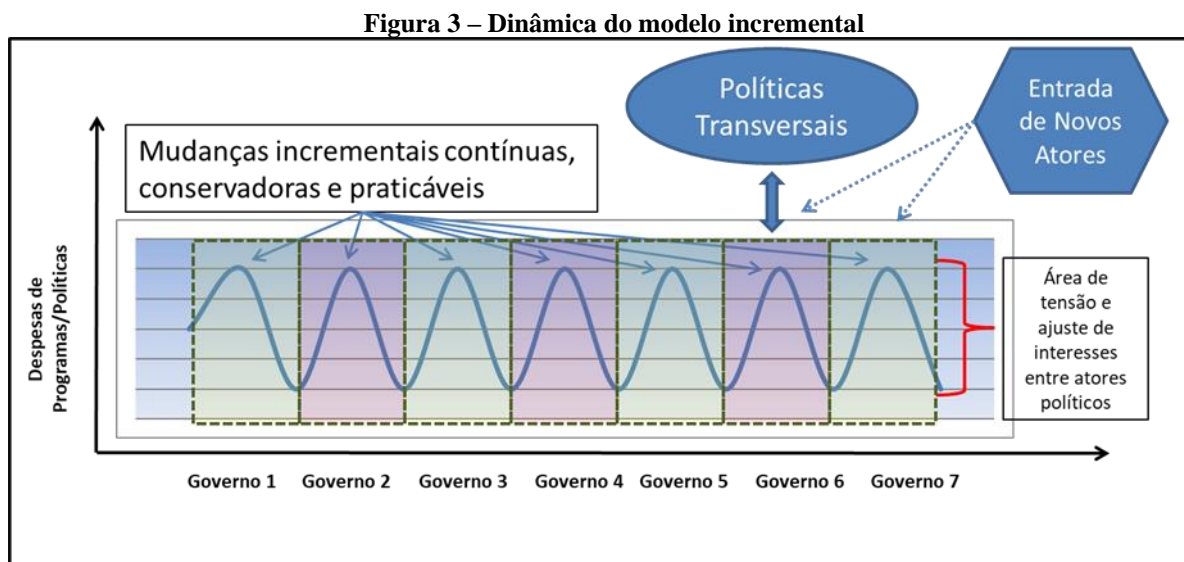 Figura 3 – Dinâmica do modelo incremental
Políticas
Transversais
Entrada
de Novos
Atores
Mudanças incrementais contínuas,
conservadoras e praticáveis
Despesas de
Programas/Políticas
Área de
tensão e
ajuste de
interesses
entre atores
políticos
Governo 1
Governo 2
Governo 3
Governo 4
Governo 5
Governo 6
Governo 7